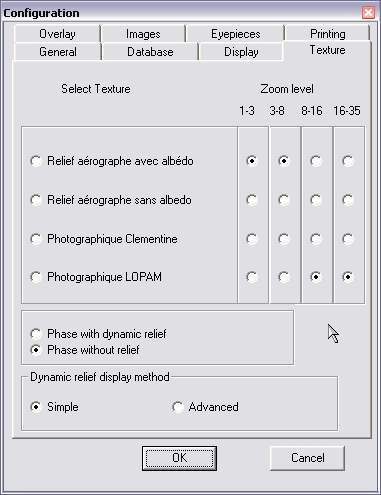 Configuration
Overlay Images Eyepieces Printing
General Database Display Texture
Select Texture Zoom level
1-3 3-8 8-16 16-35
Relief aérographe avec albédo
Relief aérographe sans albedo
Photographique Clementine
Photographique LOPAM
Phase with dynamic relief
Phase without relief
Dynamic relief display method
Simple Advanced
OK Cancel